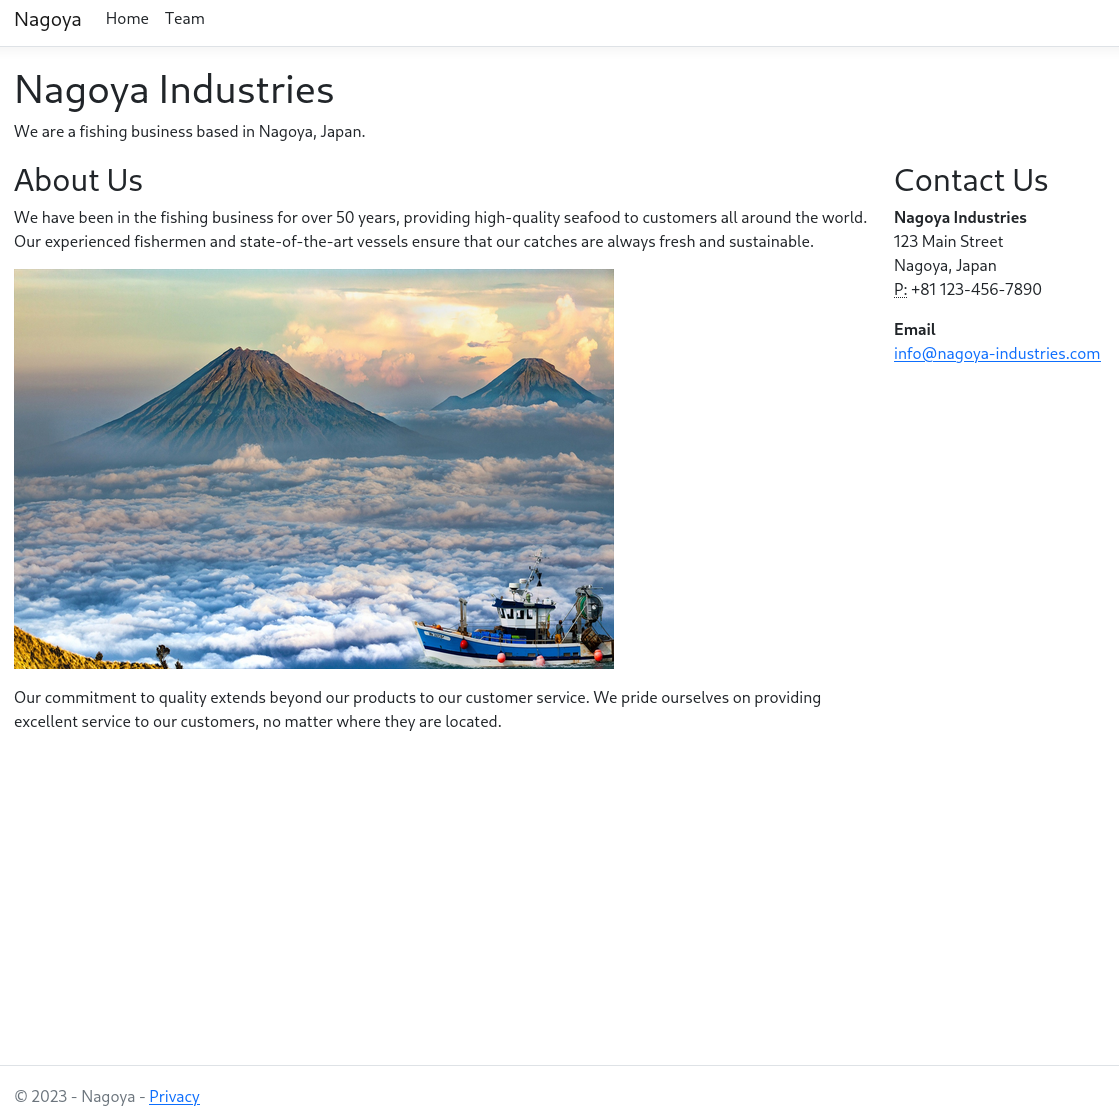 Nagoya Home Team
Nagoya Industries
We are a fishing business based in Nagoya, Japan.
About Us
We have been in the fishing business for over 50 years, providing high-quality seafood to customers all around the world.
Our experienced fishermen and state-of-the-art vessels ensure that our catches are always fresh and sustainable.
Our commitment to quality extends beyond our products to our customer service. We pride ourselves on providing
excellent service to our customers, no matter where they are located.
Contact Us
Nagoya Industries
123 Main Street
Nagoya, Japan
P: +81 123-456-7890
Email
info@nagoya-industries.com
© 2023 - Nagoya - Privacy